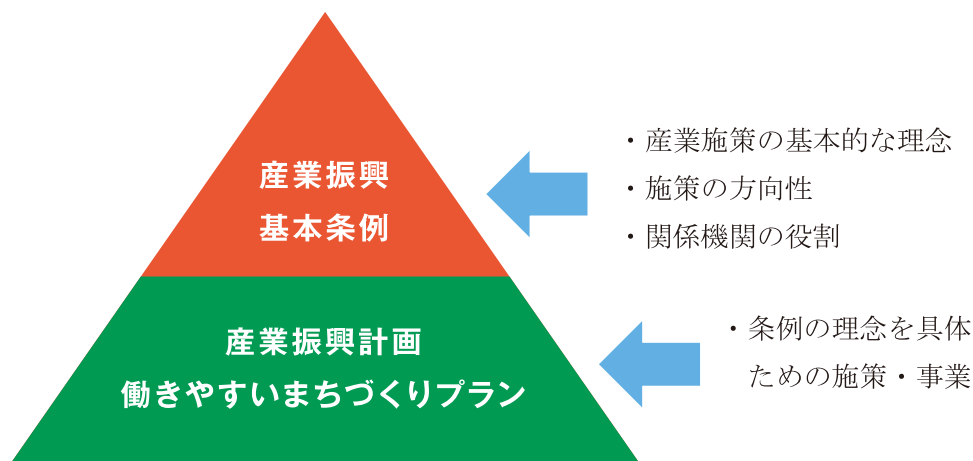 産業振興
基本条例
・産業施策の基本的な理念
・施策の方向性
・関係機関の役割
産業振興計画
働きやすいまちづくりプラン
・条例の理念を具体
ための施策・事業